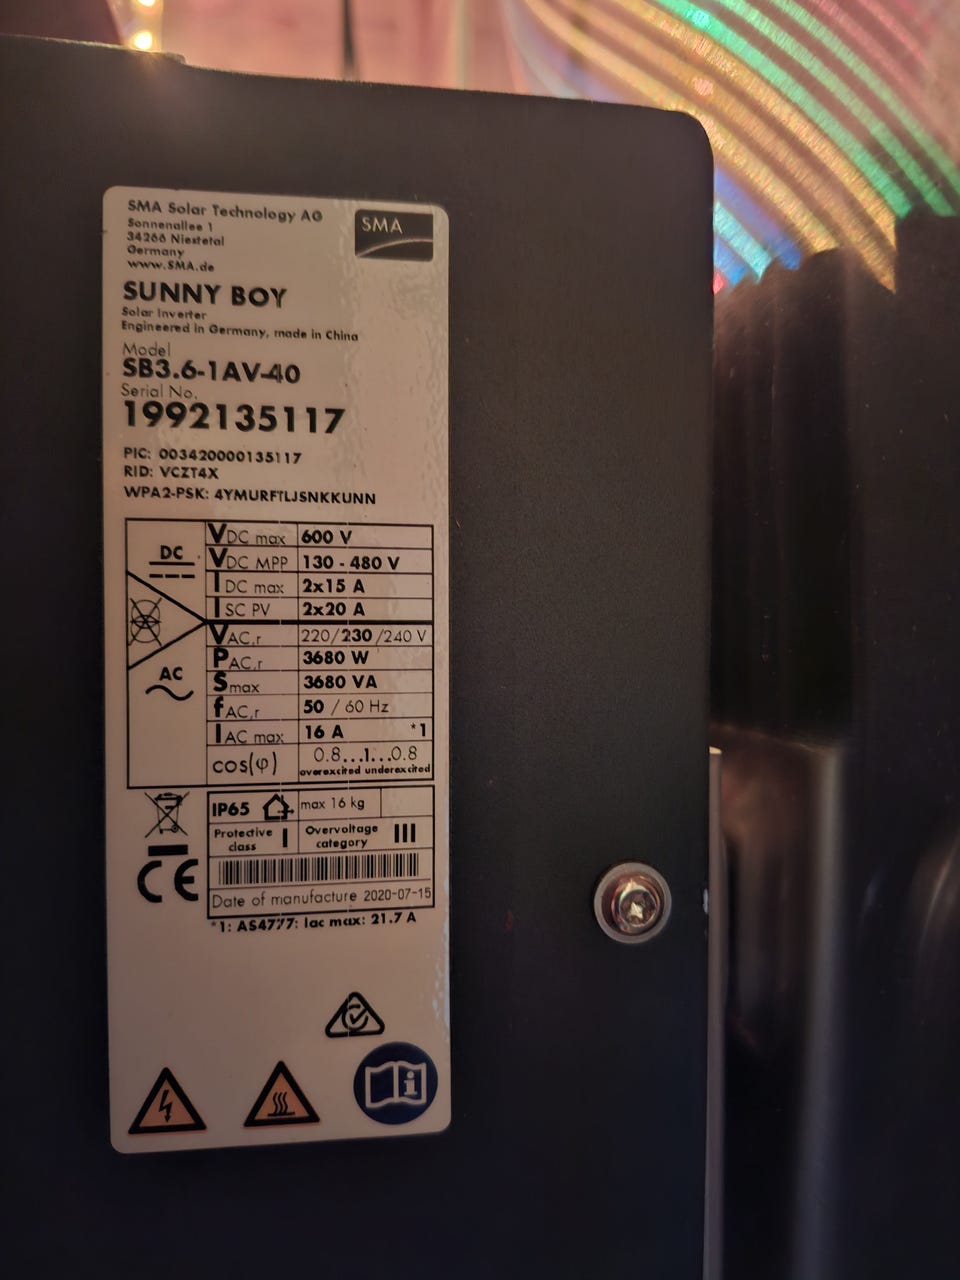 SMA Solar Technology AG
Sonnenallee 1
34266 Niestetal
Germany
www.SMA.de
SMA
SUNNY BOY
Solar Inverter
Engineered in Germany, made in China
Model
SB3.6-1AV-40
Serial No.
1992135117
PIC: 003420000135117
RID: VCZT4X
WPA2-PSK: 4YMURFTLJSNKKUNN
DC
VDC max 600 V
VDC MPP 130 - 480 V
IDC max 2x15 A
ISC PV 2x20 A
VAC,r 220/230/240 V
PAC,r 3680 W
AC
Smax 3680 VA
fAC,r 50 / 60 Hz
IAC max 16 A *1
cos(φ) 0.8...1...0.8
overexcited underexcited
IP65 max 16 kg
Protective class I Overvoltage category III
CE
Date of manufacture 2020-07-15
*1: AS4777: Iac max: 21.7 A
i